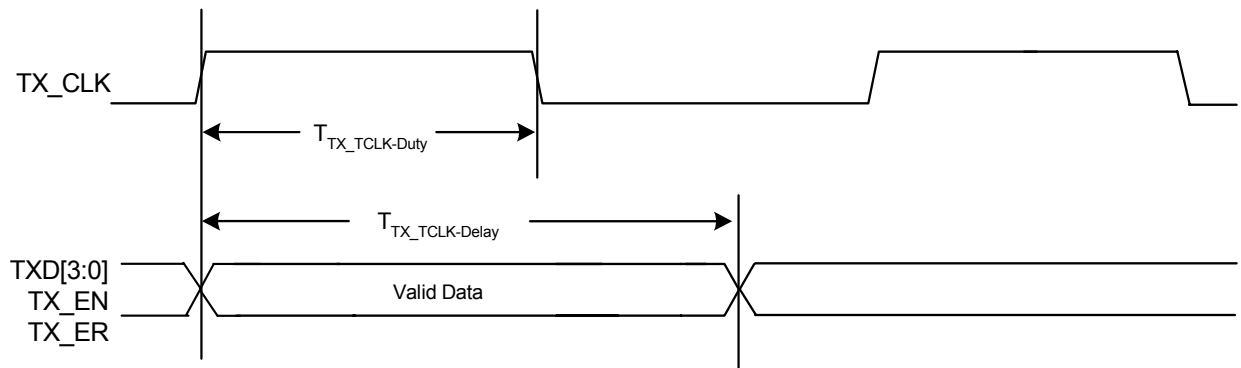 TX_CLK
T_TX_TCLK-Duty
T_TX_TCLK-Delay
TXD[3:0]
TX_EN
TX_ER
Valid Data